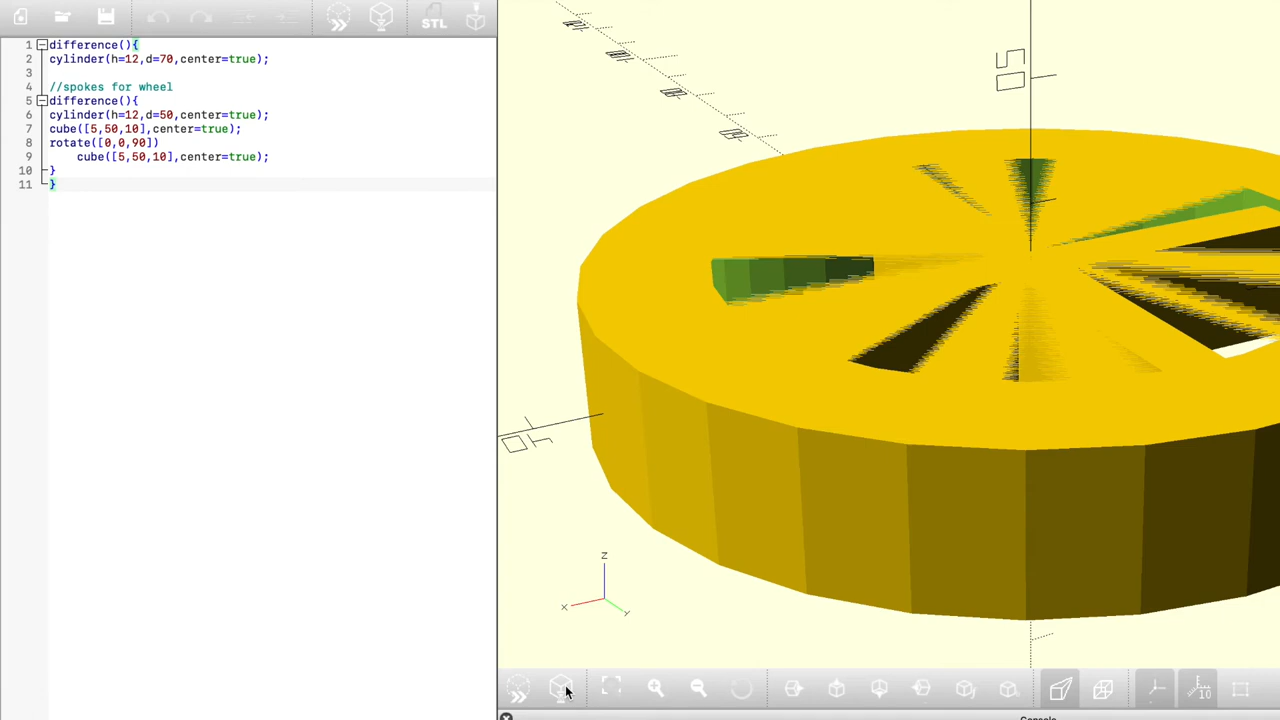 STL
1 difference(){
2 cylinder(h=12,d=70,center=true);
3
4 //spokes for wheel
5 difference(){
6 cylinder(h=12,d=50,center=true);
7 cube([5,50,10],center=true);
8 rotate([0,0,90])
9 cube([5,50,10],center=true);
10 }
11 }
50
Z
X
Y
10